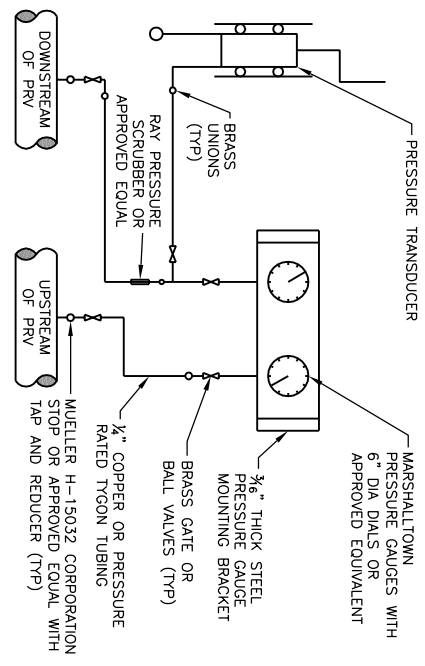 PRESSURE TRANSDUCER
MARSHALLTOWN
PRESSURE GAUGES WITH
6" DIA DIALS OR
APPROVED EQUIVALENT
3/16" THICK STEEL
PRESSURE GAUGE
MOUNTING BRACKET
BRASS
UNIONS
(TYP)
RAY PRESSURE
SCRUBBER OR
APPROVED EQUAL
BRASS GATE OR
BALL VALVES (TYP)
1/4" COPPER OR PRESSURE
RATED TYGON TUBING
DOWNSTREAM
OF PRV
UPSTREAM
OF PRV
MUELLER H-15032 CORPORATION
STOP OR APPROVED EQUAL WITH
TAP AND REDUCER (TYP)